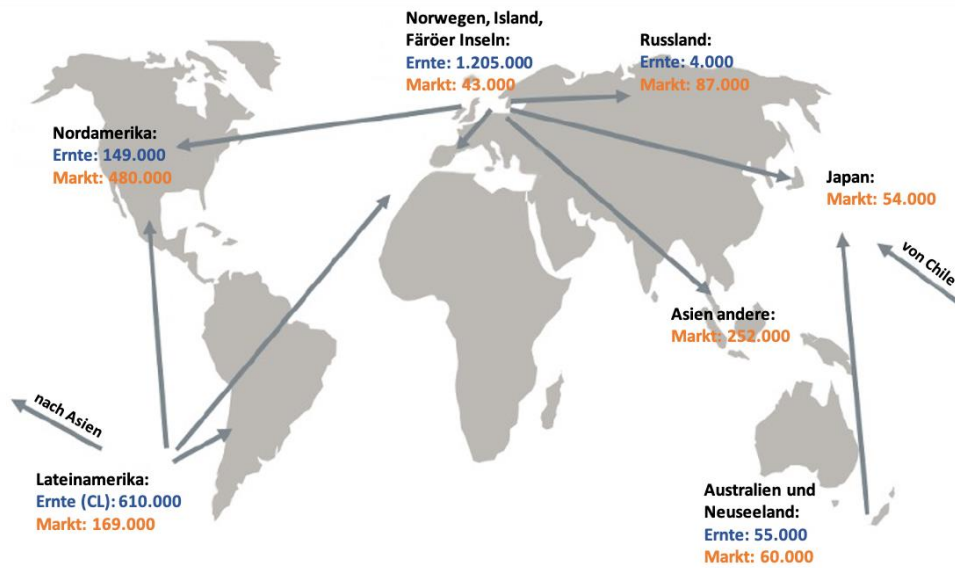 Norwegen, Island,
Färöer Inseln:
Ernte: 1.205.000
Markt: 43.000
Russland:
Ernte: 4.000
Markt: 87.000
Nordamerika:
Ernte: 149.000
Markt: 480.000
Japan:
Markt: 54.000
von Chile
Asien andere:
Markt: 252.000
nach Asien
Lateinamerika:
Ernte (CL): 610.000
Markt: 169.000
Australien und
Neuseeland:
Ernte: 55.000
Markt: 60.000